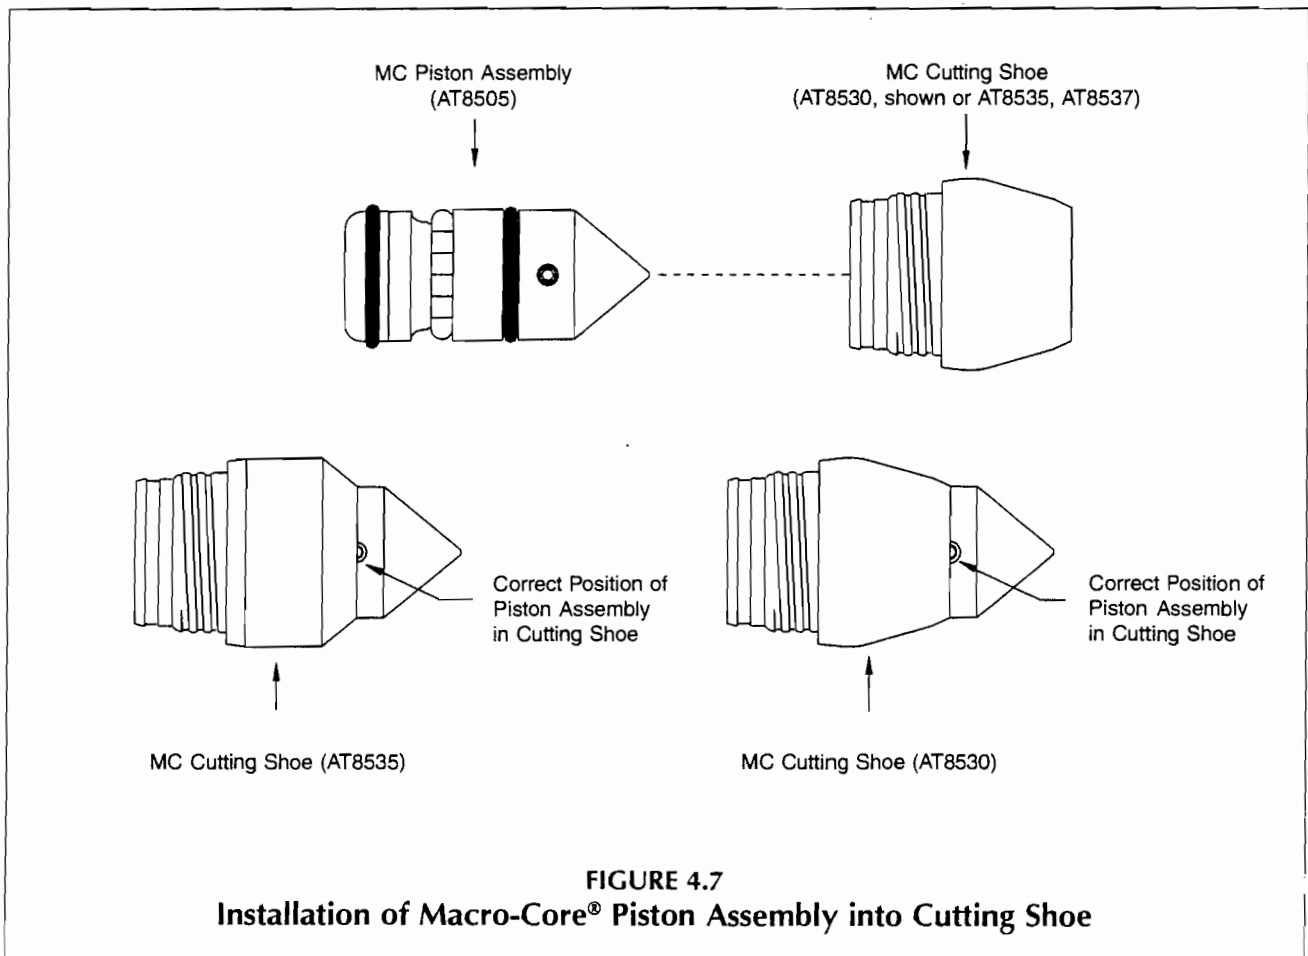 MC Piston Assembly
(AT8505)
MC Cutting Shoe
(AT8530, shown or AT8535, AT8537)
Correct Position of
Piston Assembly
in Cutting Shoe
Correct Position of
Piston Assembly
in Cutting Shoe
MC Cutting Shoe (AT8535)
MC Cutting Shoe (AT8530)
FIGURE 4.7
Installation of Macro-Core® Piston Assembly into Cutting Shoe